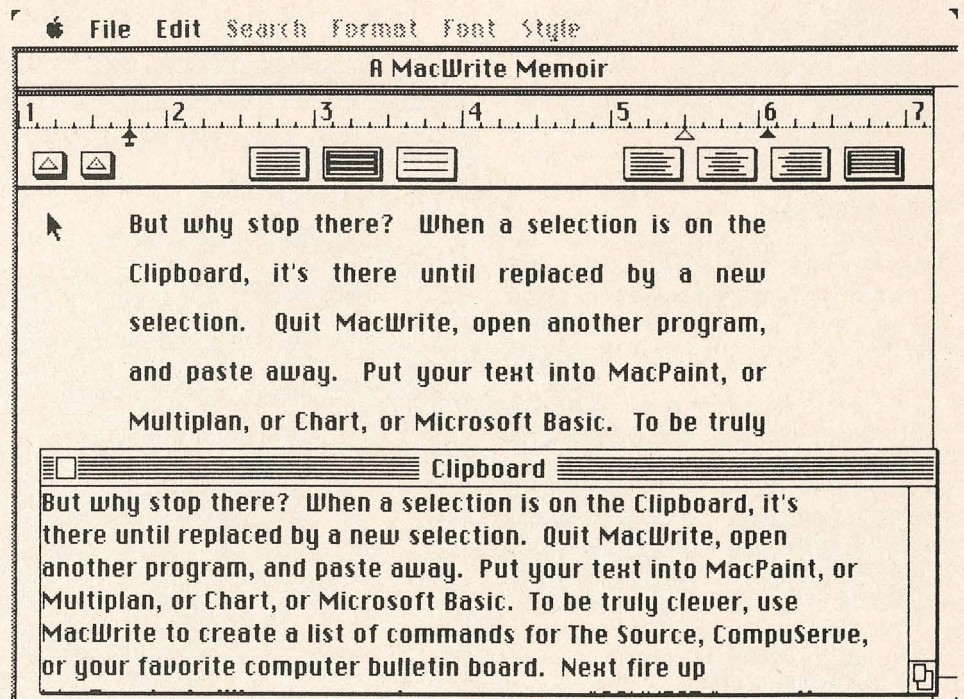 File Edit Search Format Font Style
A MacWrite Memoir
1 2 3 4 5 6 7
But why stop there? When a selection is on the
Clipboard, it's there until replaced by a new
selection. Quit MacWrite, open another program,
and paste away. Put your text into MacPaint, or
Multiplan, or Chart, or Microsoft Basic. To be truly
Clipboard
But why stop there? When a selection is on the Clipboard, it's
there until replaced by a new selection. Quit MacWrite, open
another program, and paste away. Put your text into MacPaint, or
Multiplan, or Chart, or Microsoft Basic. To be truly clever, use
MacWrite to create a list of commands for The Source, CompuServe,
or your favorite computer bulletin board. Next fire up